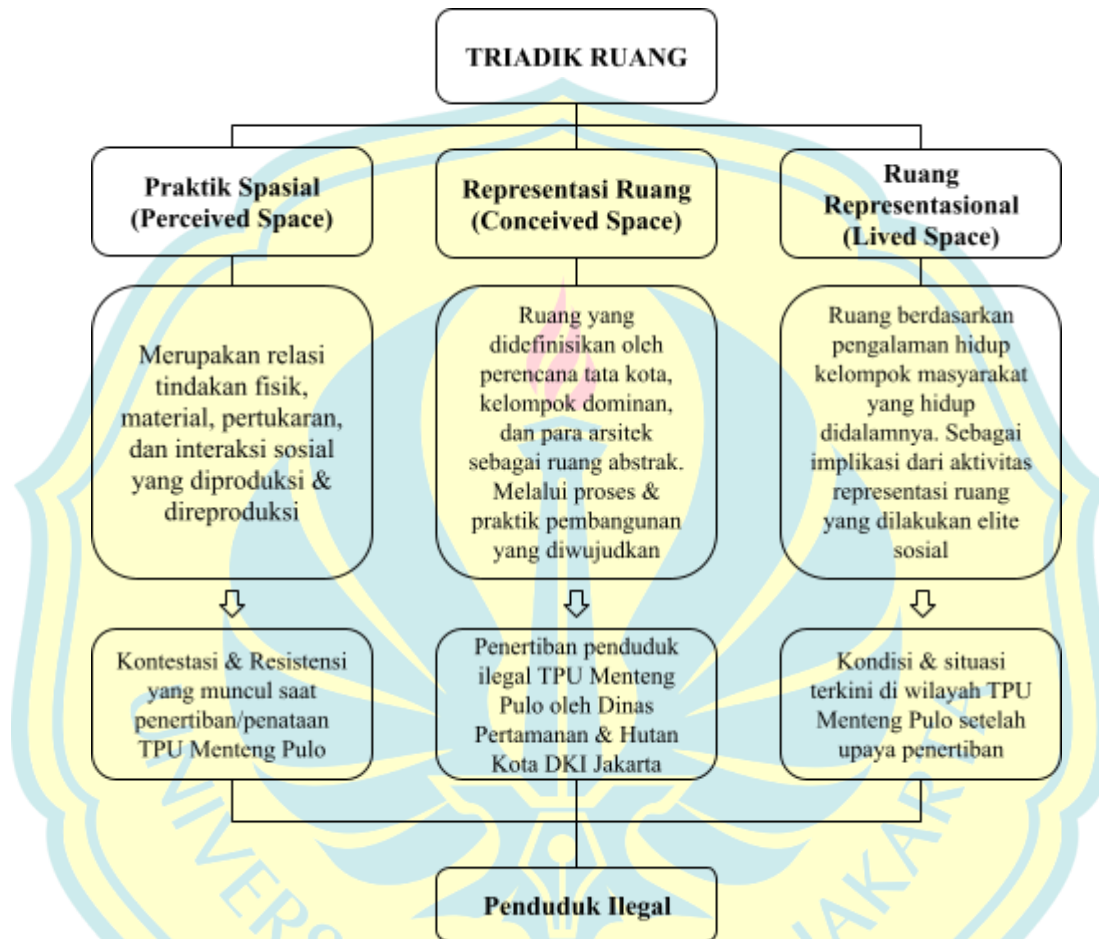 TRIADIK RUANG
Praktik Spasial
(Perceived Space)
Representasi Ruang
(Conceived Space)
Ruang
Representasional
(Lived Space)
Merupakan relasi
tindakan fisik,
material, pertukaran,
dan interaksi sosial
yang diproduksi &
direproduksi
Ruang yang
didefinisikan oleh
perencana tata kota,
kelompok dominan,
dan para arsitek
sebagai ruang abstrak.
Melalui proses &
praktik pembangunan
yang diwujudkan
Ruang berdasarkan
pengalaman hidup
kelompok masyarakat
yang hidup
didalamnya. Sebagai
implikasi dari aktivitas
representasi ruang
yang dilakukan elite
sosial
Kontestasi & Resistensi
yang muncul saat
penertiban/penataan
TPU Menteng Pulo
Penertiban penduduk
ilegal TPU Menteng
Pulo oleh Dinas
Pertamanan & Hutan
Kota DKI Jakarta
Kondisi & situasi
terkini di wilayah TPU
Menteng Pulo setelah
upaya penertiban
Penduduk Ilegal